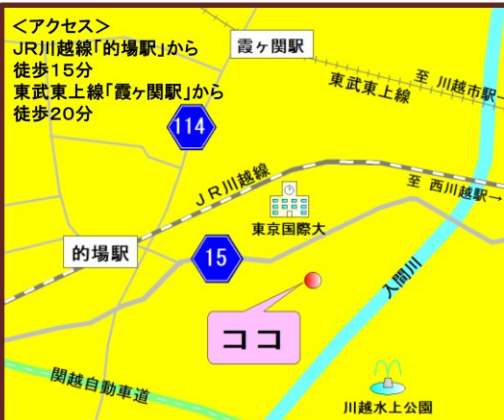 ＜アクセス＞
JR川越線「的場駅」から
徒歩15分
東武東上線「霞ヶ関駅」から
徒歩20分
霞ヶ関駅
至 川越市駅→
東武東上線
114
JR川越線
至 西川越駅→
東京国際大
的場駅
15
入間川
ココ
関越自動車道
川越水上公園